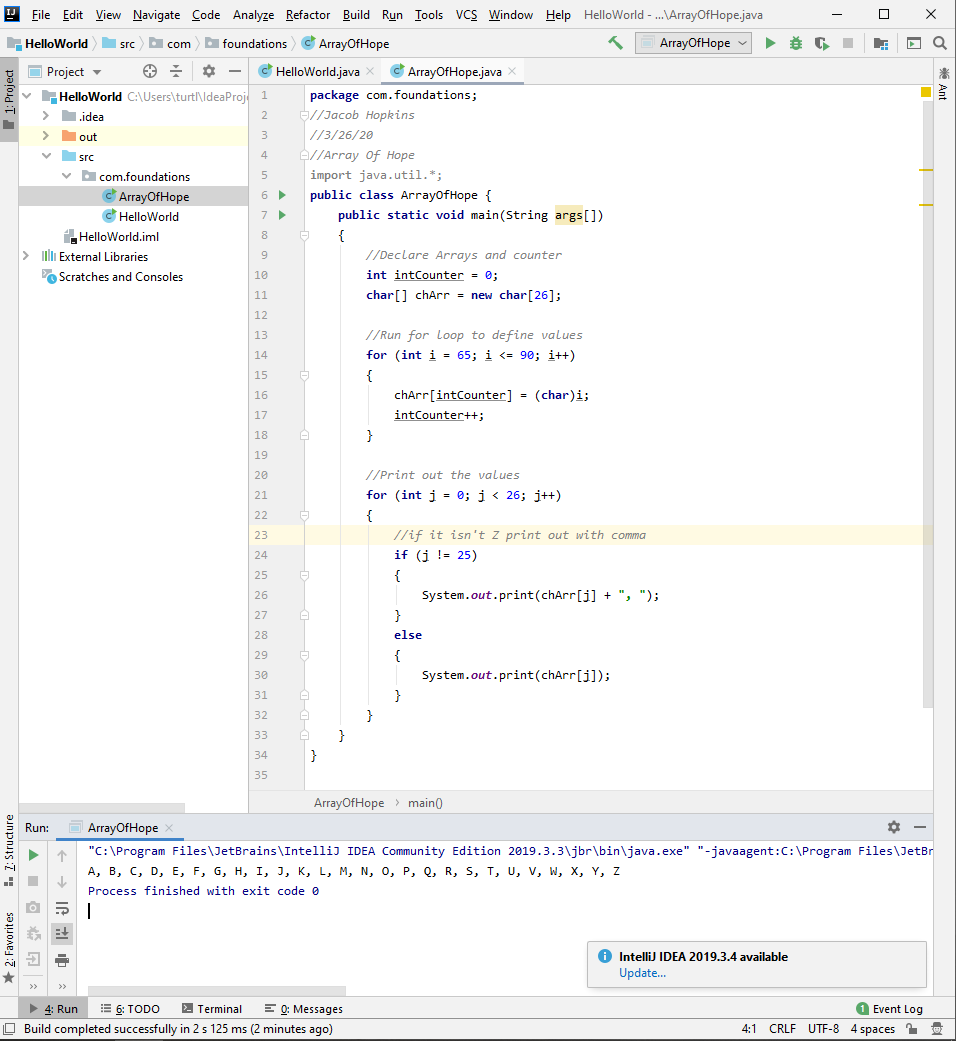 File Edit View Navigate Code Analyze Refactor Build Run Tools VCS Window Help HelloWorld - ...\ArrayOfHope.java
HelloWorld src com foundations ArrayOfHope ArrayOfHope
1: Project
Project
HelloWorld.java ArrayOfHope.java
Ant
HelloWorld C:\Users\turtl\IdeaProj
.idea
out
src
com.foundations
ArrayOfHope
HelloWorld
HelloWorld.iml
External Libraries
Scratches and Consoles
1 package com.foundations;
2 //Jacob Hopkins
3 //3/26/20
4 //Array Of Hope
5 import java.util.*;
6 public class ArrayOfHope {
7 public static void main(String args[])
8 {
9 //Declare Arrays and counter
10 int intCounter = 0;
11 char[] chArr = new char[26];
12
13 //Run for loop to define values
14 for (int i = 65; i <= 90; i++)
15 {
16 chArr[intCounter] = (char)i;
17 intCounter++;
18 }
19
20 //Print out the values
21 for (int j = 0; j < 26; j++)
22 {
23 //if it isn't Z print out with comma
24 if (j != 25)
25 {
26 System.out.print(chArr[j] + ", ");
27 }
28 else
29 {
30 System.out.print(chArr[j]);
31 }
32 }
33 }
34 }
35
ArrayOfHope main()
7: Structure
2: Favorites
Run: ArrayOfHope
"C:\Program Files\JetBrains\IntelliJ IDEA Community Edition 2019.3.3\jbr\bin\java.exe" "-javaagent:C:\Program Files\JetBr
A, B, C, D, E, F, G, H, I, J, K, L, M, N, O, P, Q, R, S, T, U, V, W, X, Y, Z
Process finished with exit code 0
IntelliJ IDEA 2019.3.4 available
Update...
4: Run 6: TODO Terminal 0: Messages 1 Event Log
Build completed successfully in 2 s 125 ms (2 minutes ago) 4:1 CRLF UTF-8 4 spaces